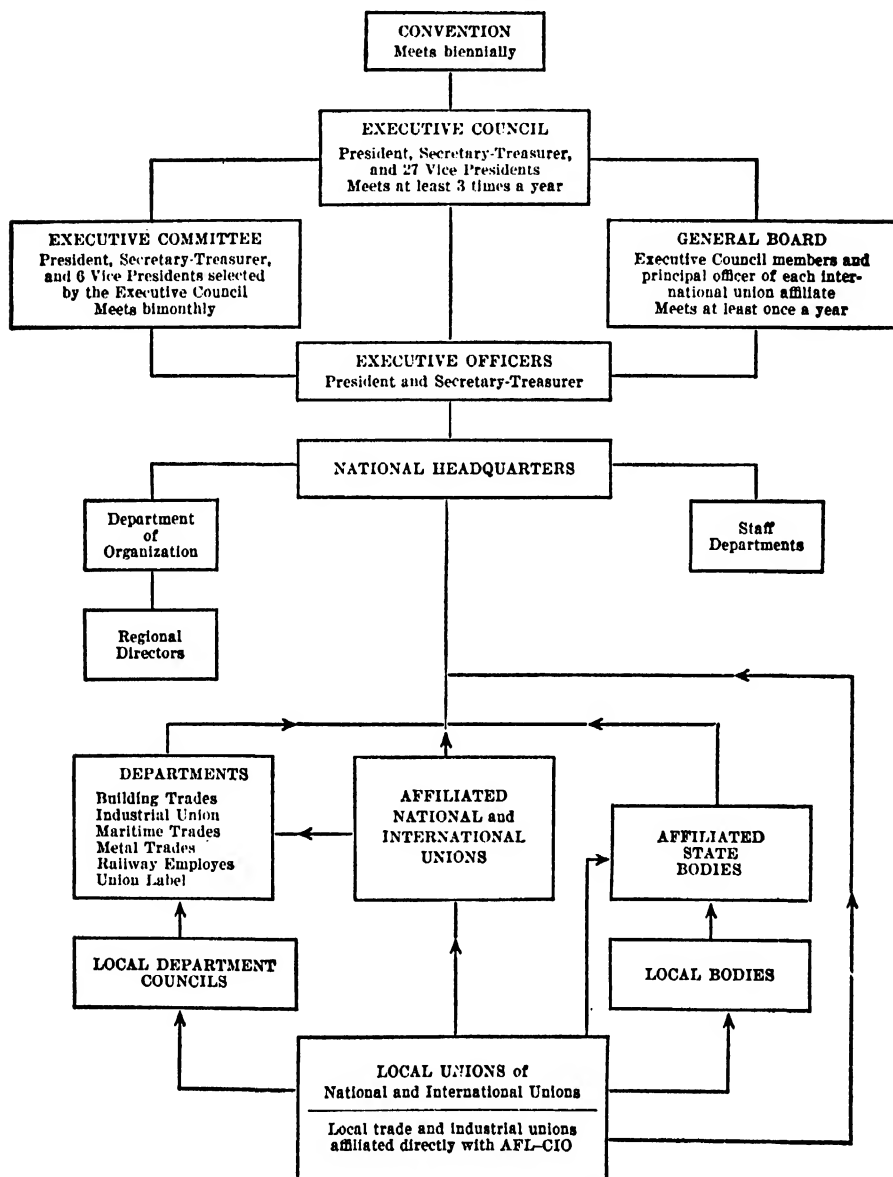 CONVENTION
Meets biennially
EXECUTIVE COUNCIL
President, Secretary-Treasurer,
and 27 Vice Presidents
Meets at least 3 times a year
EXECUTIVE COMMITTEE
President, Secretary-Treasurer,
and 6 Vice Presidents selected
by the Executive Council
Meets bimonthly
GENERAL BOARD
Executive Council members and
principal officer of each inter-
national union affiliate
Meets at least once a year
EXECUTIVE OFFICERS
President and Secretary-Treasurer
NATIONAL HEADQUARTERS
Department
of
Organization
Staff
Departments
Regional
Directors
DEPARTMENTS
Building Trades
Industrial Union
Maritime Trades
Metal Trades
Railway Employes
Union Label
AFFILIATED
NATIONAL and
INTERNATIONAL
UNIONS
AFFILIATED
STATE
BODIES
LOCAL DEPARTMENT
COUNCILS
LOCAL BODIES
LOCAL UNIONS of
National and International Unions
Local trade and industrial unions
affiliated directly with AFL-CIO